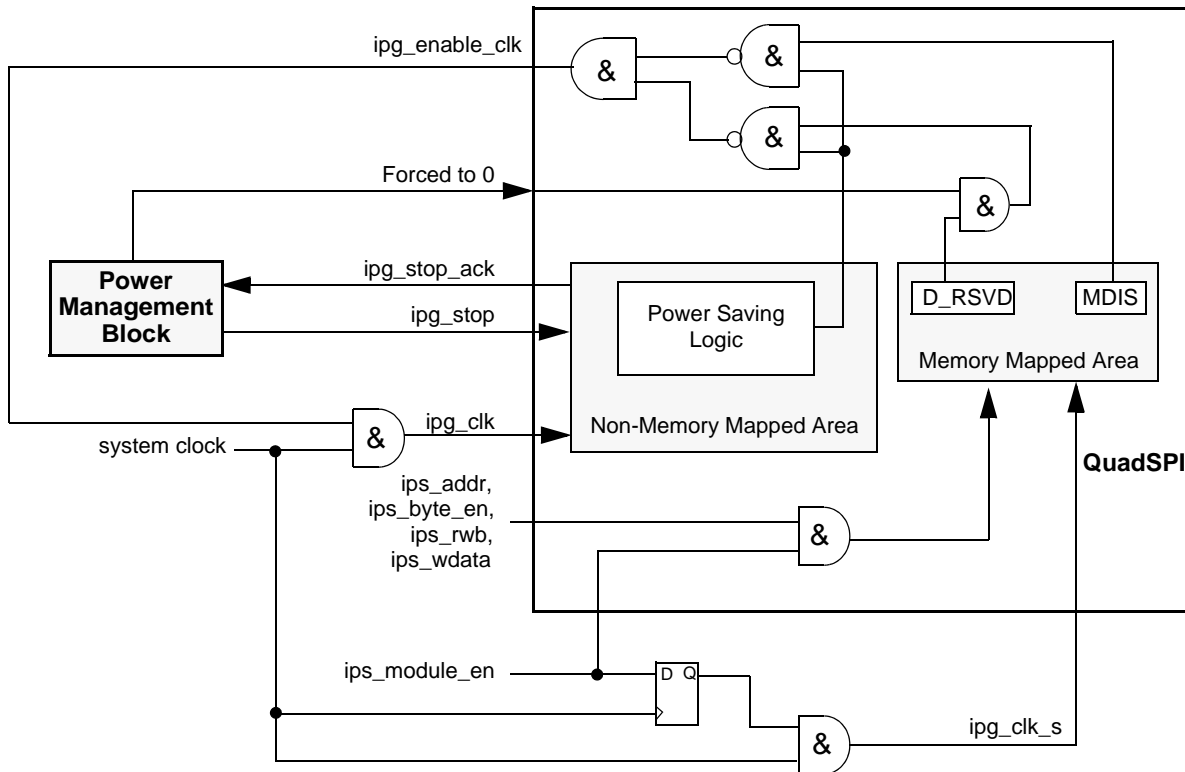 ipg_enable_clk
&
&
&
Forced to 0
&
Power
Management
Block
ipg_stop_ack
ipg_stop
Power Saving
Logic
D_RSVD
MDIS
Memory Mapped Area
Non-Memory Mapped Area
system clock
&
ipg_clk
QuadSPI
ips_addr,
ips_byte_en,
ips_rwb,
ips_wdata
&
ips_module_en
D Q
&
ipg_clk_s